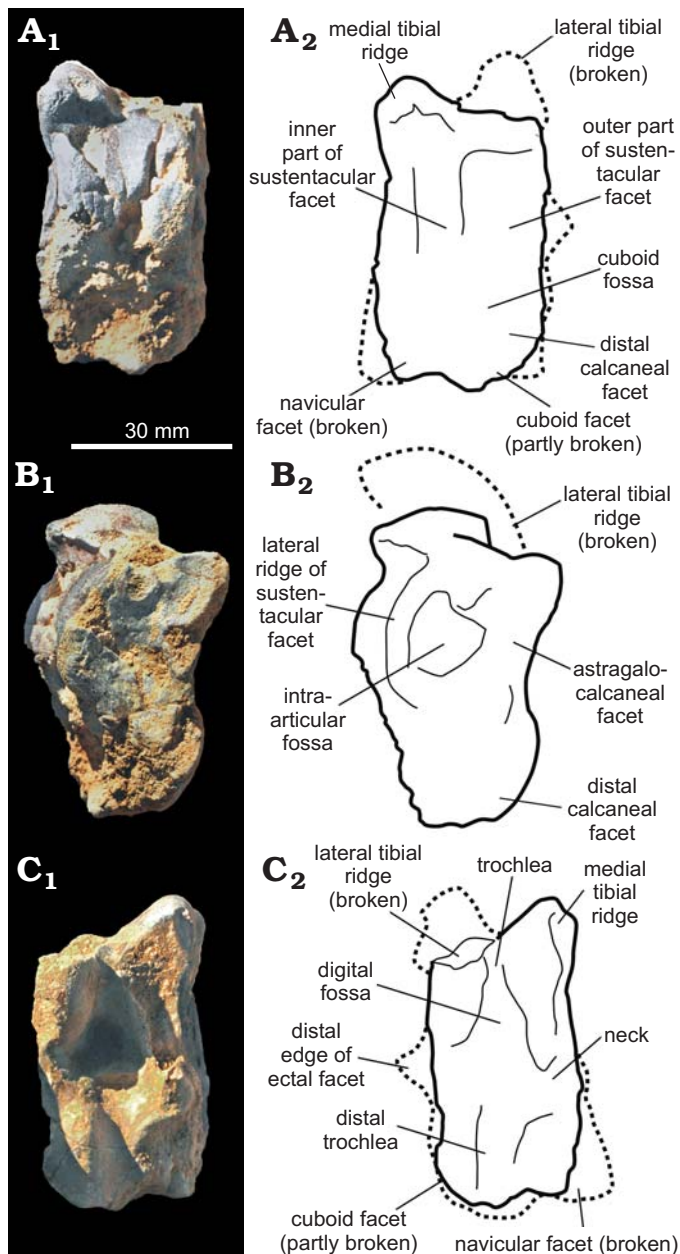 A1
A2
medial tibial
ridge
lateral tibial
ridge
(broken)
inner
part of
sustentacular
facet
outer part
of susten-
tacular
facet
cuboid
fossa
distal
calcaneal
facet
navicular
facet (broken)
cuboid facet
(partly broken)
30 mm
B1
B2
lateral tibial
ridge
(broken)
lateral
ridge of
susten-
tacular
facet
intra-
articular
fossa
astragalo-
calcaneal
facet
distal
calcaneal
facet
C1
C2
lateral tibial
ridge
(broken)
trochlea
medial
tibial
ridge
digital
fossa
neck
distal
edge of
ectal facet
distal
trochlea
cuboid facet
(partly broken)
navicular facet (broken)